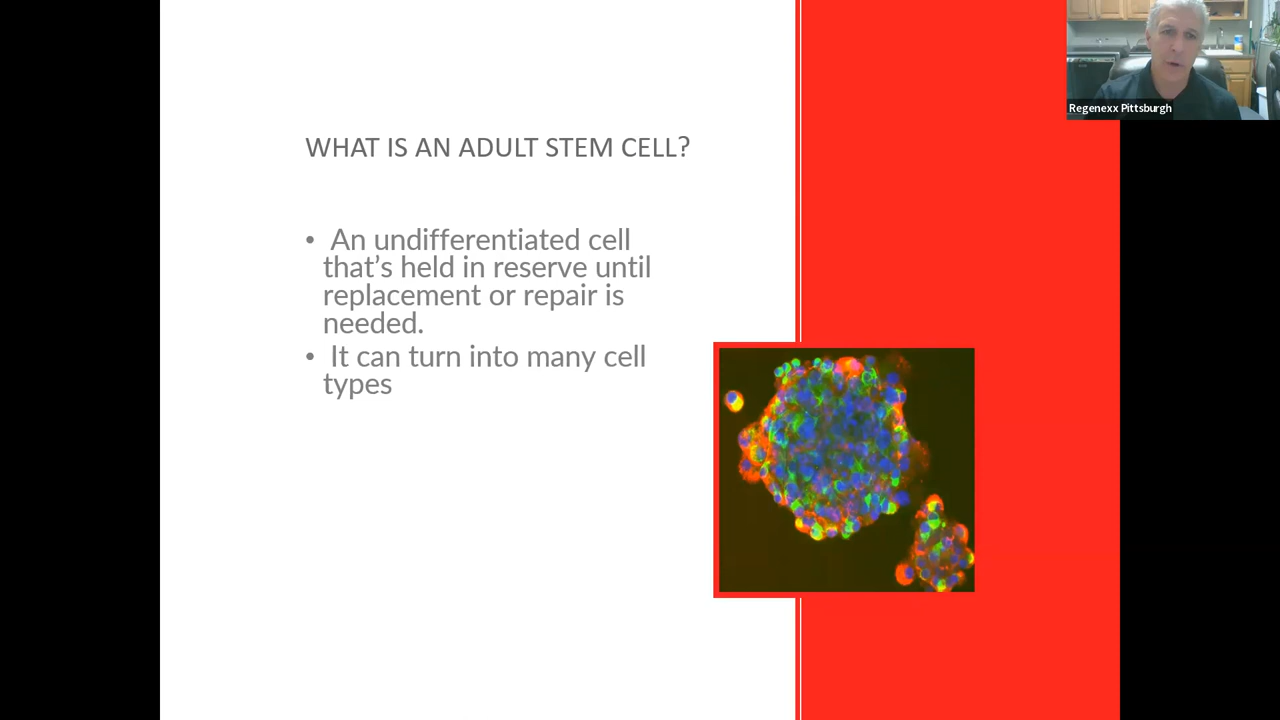 Regenexx Pittsburgh
WHAT IS AN ADULT STEM CELL?
• An undifferentiated cell
that’s held in reserve until
replacement or repair is
needed.
• It can turn into many cell
types